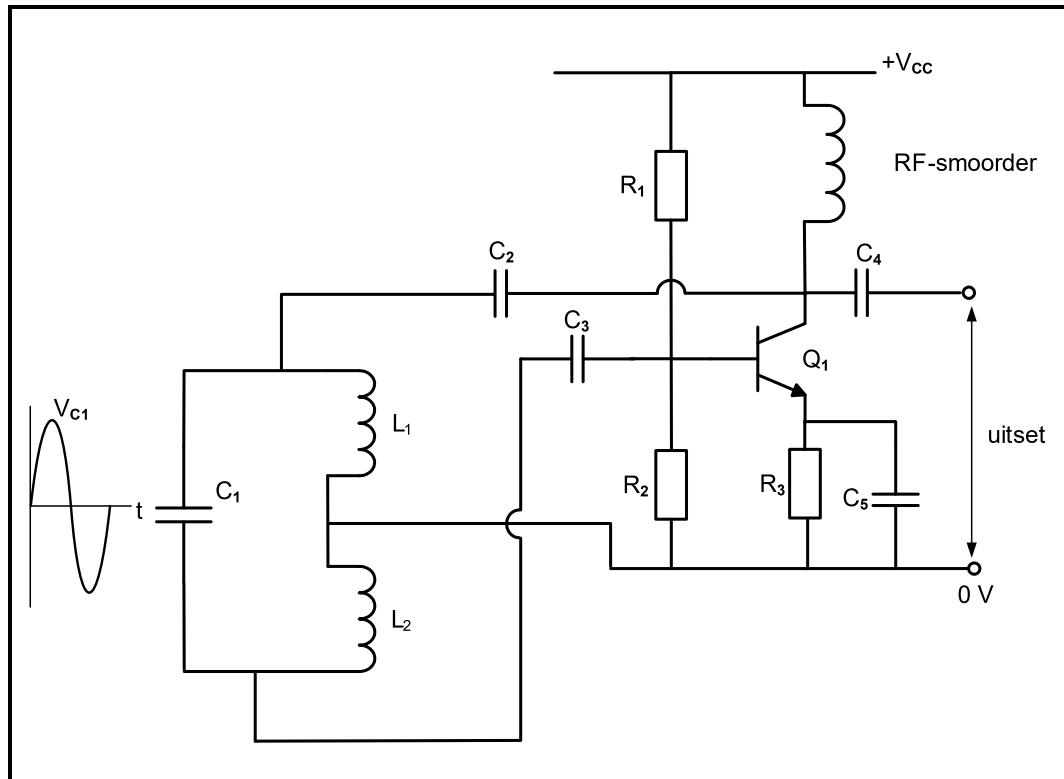 +VCC
RF-smoorder
R1
C2
C4
C3
Q1
VC1
L1
uitset
C1
t
R2
R3
C5
0 V
L2